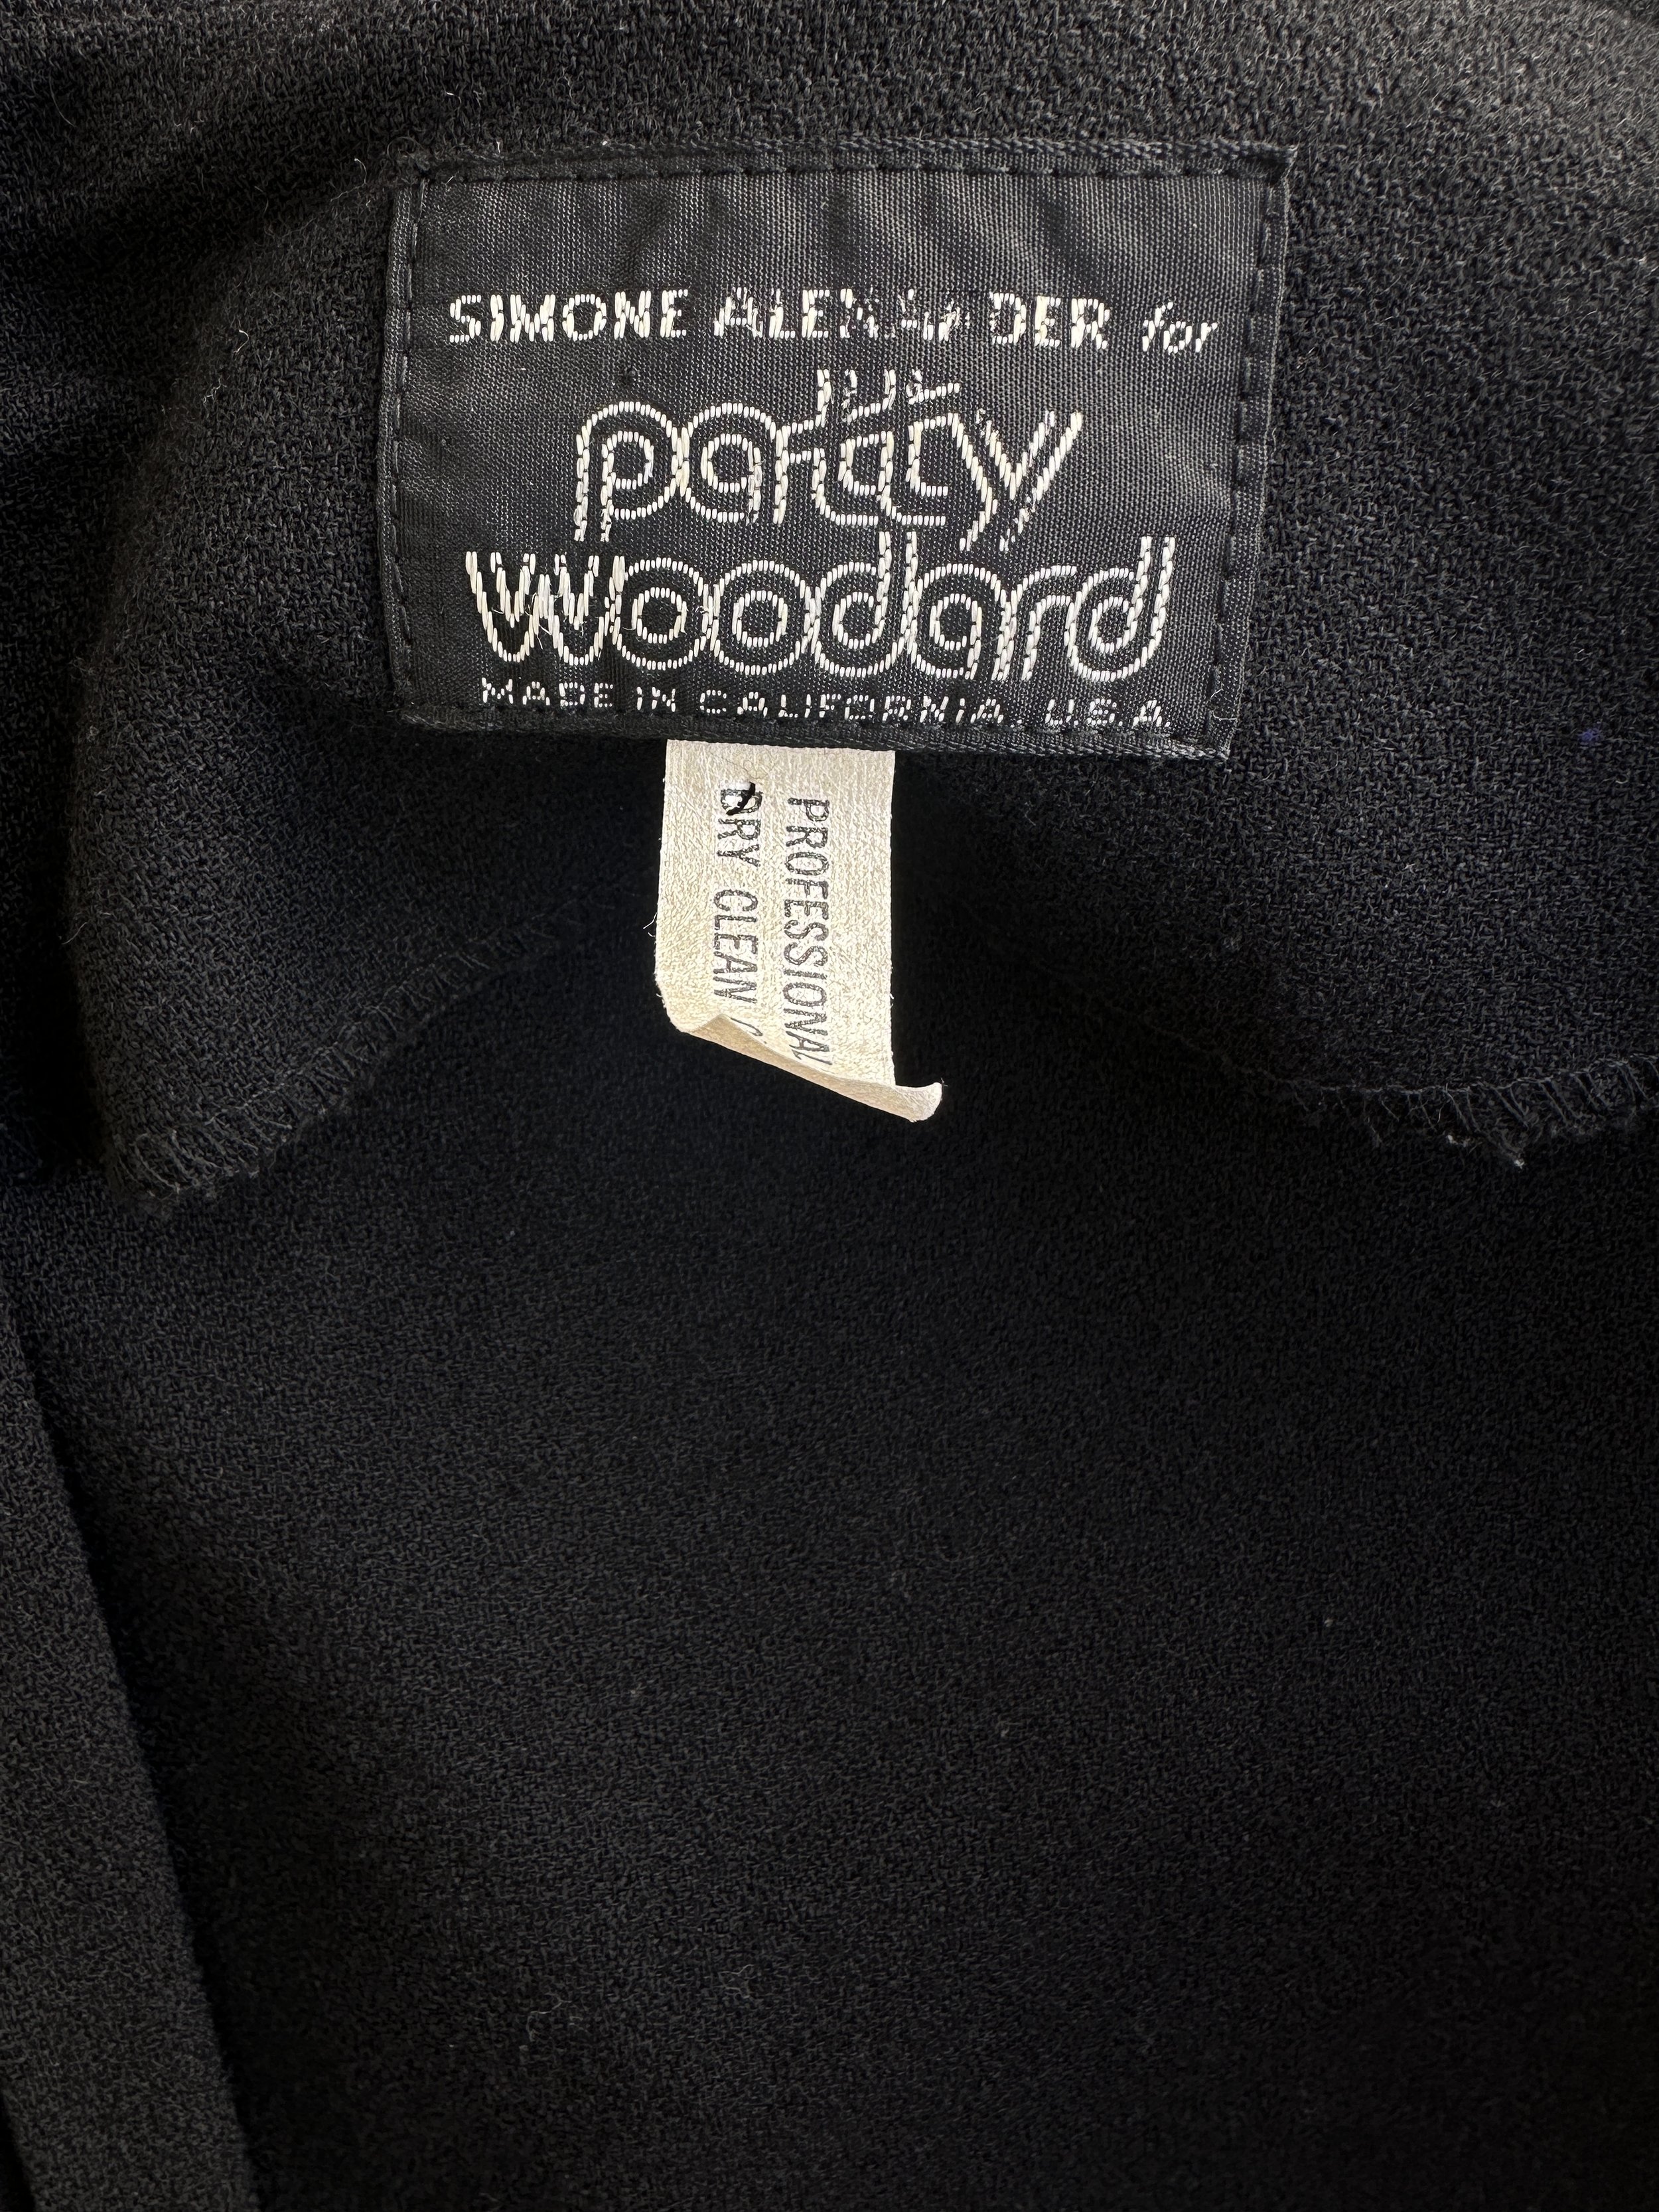 SIMONE ALEXANDER for
patty
woodard
MADE IN CALIFORNIA, U.S.A.
PROFESSIONAL
DRY CLEAN